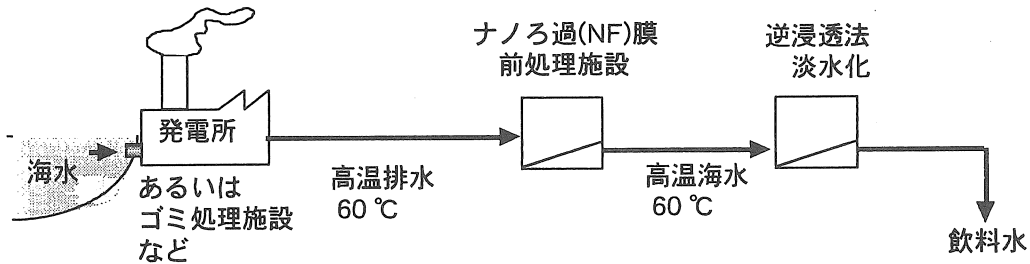 ナノろ過(NF)膜
前処理施設
逆浸透法
淡水化
発電所
海水
あるいは
ゴミ処理施設
など
高温排水
60 ℃
高温海水
60 ℃
飲料水